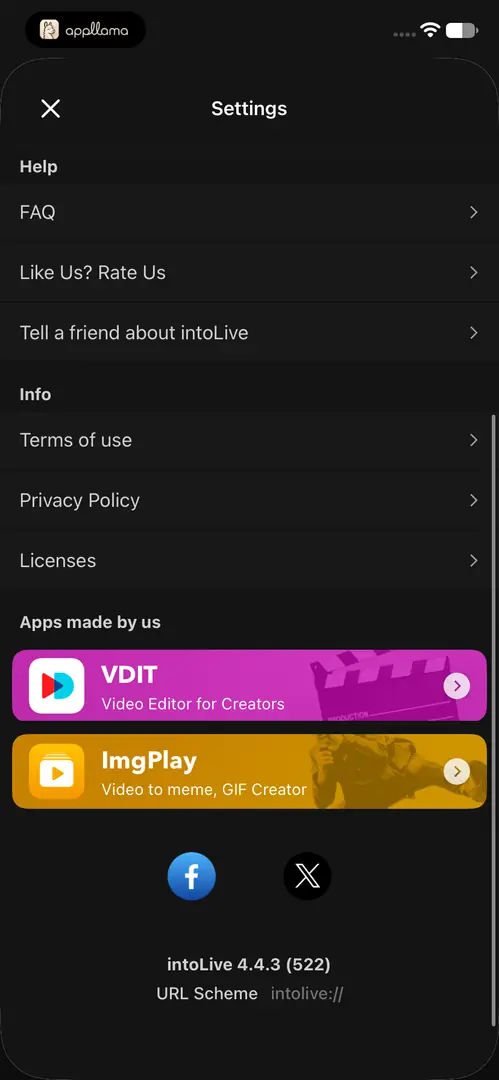 appllama
Settings
Help
FAQ
Like Us? Rate Us
Tell a friend about intoLive
Info
Terms of use
Privacy Policy
Licenses
Apps made by us
VDIT
Video Editor for Creators
PRODUCTION
ImgPlay
Video to meme, GIF Creator
intoLive 4.4.3 (522)
URL Scheme intolive://